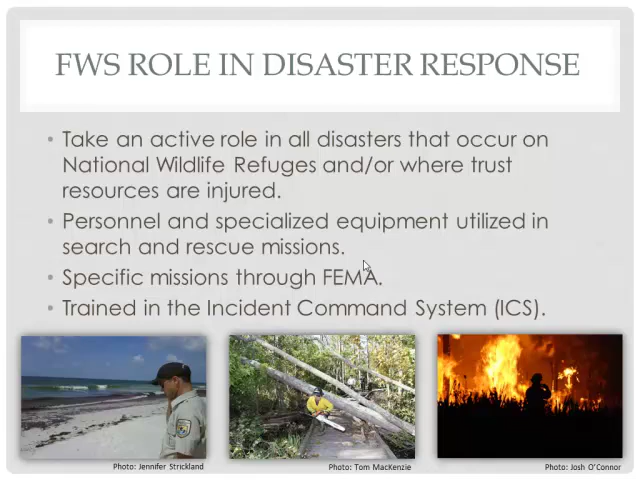 FWS ROLE IN DISASTER RESPONSE
• Take an active role in all disasters that occur on
National Wildlife Refuges and/or where trust
resources are injured.
• Personnel and specialized equipment utilized in
search and rescue missions.
• Specific missions through FEMA.
• Trained in the Incident Command System (ICS).
Photo: Jennifer Strickland
Photo: Tom MacKenzie
Photo: Josh O'Connor